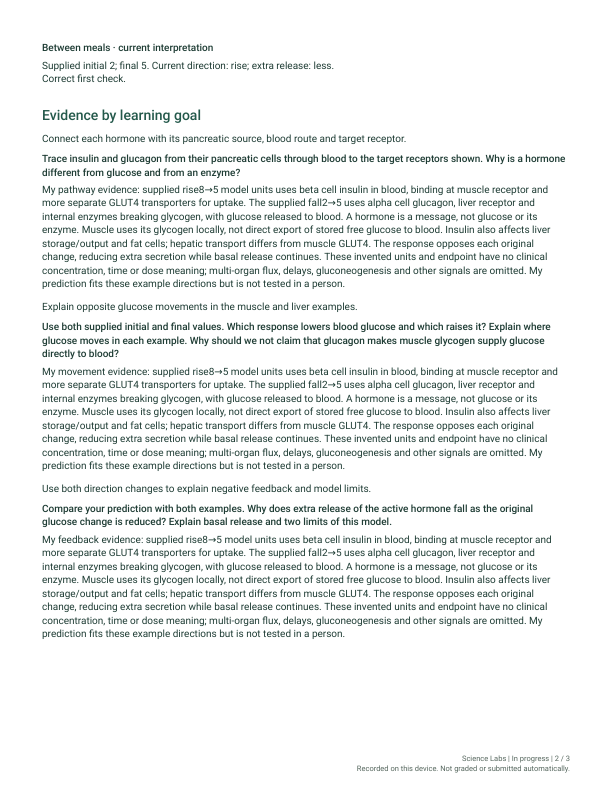 Between meals · current interpretation
Supplied initial 2; final 5. Current direction: rise; extra release: less.
Correct first check.
Evidence by learning goal
Connect each hormone with its pancreatic source, blood route and target receptor.
Trace insulin and glucagon from their pancreatic cells through blood to the target receptors shown. Why is a hormone
different from glucose and from an enzyme?
My pathway evidence: supplied rise8→5 model units uses beta cell insulin in blood, binding at muscle receptor and
more separate GLUT4 transporters for uptake. The supplied fall2→5 uses alpha cell glucagon, liver receptor and
internal enzymes breaking glycogen, with glucose released to blood. A hormone is a message, not glucose or its
enzyme. Muscle uses its glycogen locally, not direct export of stored free glucose to blood. Insulin also affects liver
storage/output and fat cells; hepatic transport differs from muscle GLUT4. The response opposes each original
change, reducing extra secretion while basal release continues. These invented units and endpoint have no clinical
concentration, time or dose meaning; multi-organ flux, delays, gluconeogenesis and other signals are omitted. My
prediction fits these example directions but is not tested in a person.
Explain opposite glucose movements in the muscle and liver examples.
Use both supplied initial and final values. Which response lowers blood glucose and which raises it? Explain where
glucose moves in each example. Why should we not claim that glucagon makes muscle glycogen supply glucose
directly to blood?
My movement evidence: supplied rise8→5 model units uses beta cell insulin in blood, binding at muscle receptor and
more separate GLUT4 transporters for uptake. The supplied fall2→5 uses alpha cell glucagon, liver receptor and
internal enzymes breaking glycogen, with glucose released to blood. A hormone is a message, not glucose or its
enzyme. Muscle uses its glycogen locally, not direct export of stored free glucose to blood. Insulin also affects liver
storage/output and fat cells; hepatic transport differs from muscle GLUT4. The response opposes each original
change, reducing extra secretion while basal release continues. These invented units and endpoint have no clinical
concentration, time or dose meaning; multi-organ flux, delays, gluconeogenesis and other signals are omitted. My
prediction fits these example directions but is not tested in a person.
Use both direction changes to explain negative feedback and model limits.
Compare your prediction with both examples. Why does extra release of the active hormone fall as the original
glucose change is reduced? Explain basal release and two limits of this model.
My feedback evidence: supplied rise8→5 model units uses beta cell insulin in blood, binding at muscle receptor and
more separate GLUT4 transporters for uptake. The supplied fall2→5 uses alpha cell glucagon, liver receptor and
internal enzymes breaking glycogen, with glucose released to blood. A hormone is a message, not glucose or its
enzyme. Muscle uses its glycogen locally, not direct export of stored free glucose to blood. Insulin also affects liver
storage/output and fat cells; hepatic transport differs from muscle GLUT4. The response opposes each original
change, reducing extra secretion while basal release continues. These invented units and endpoint have no clinical
concentration, time or dose meaning; multi-organ flux, delays, gluconeogenesis and other signals are omitted. My
prediction fits these example directions but is not tested in a person.
Science Labs | In progress | 2 / 3
Recorded on this device. Not graded or submitted automatically.